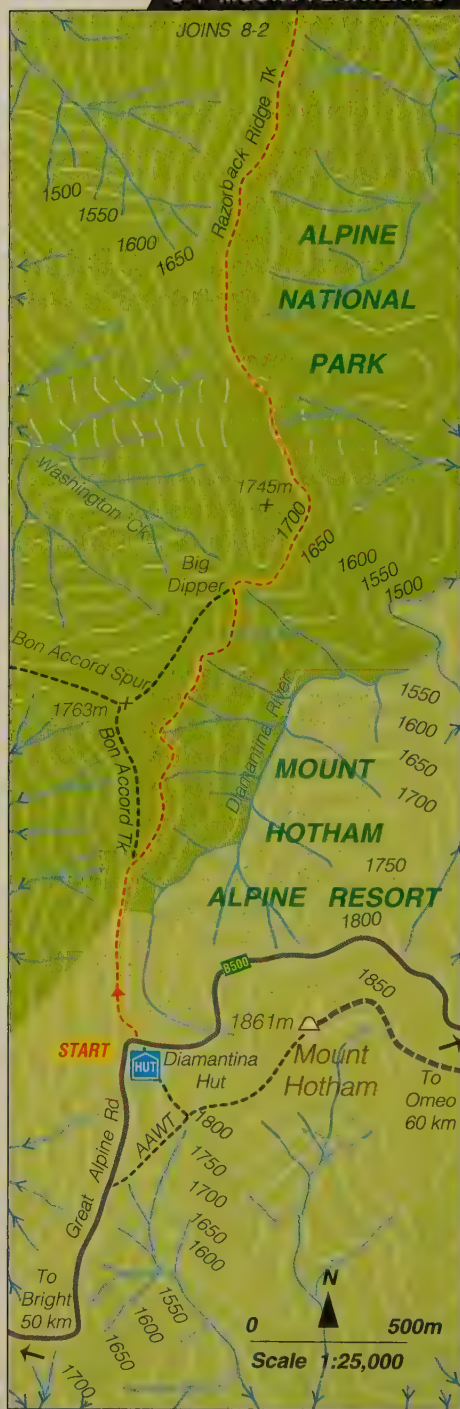 JOINS 8-2
Razorback Ridge Tk
1500
1550
1600
1650
ALPINE
NATIONAL
PARK
Washington Ck
1745m
1700
1650
1600
1550
1500
Big
Dipper
Bon Accord Spur
1763m
Bon Accord Tk
Diamantina River
1550
1600
1650
1700
MOUNT
HOTHAM
1750
ALPINE RESORT
1800
B500
1850
1861m
START
HUT
Diamantina
Hut
Mount
Hotham
To
Omeo
60 km
Great Alpine Rd
AAWT
1800
1750
1700
1650
1600
1550
1600
1650
1700
To
Bright
50 km
N
0 500m
Scale 1:25,000